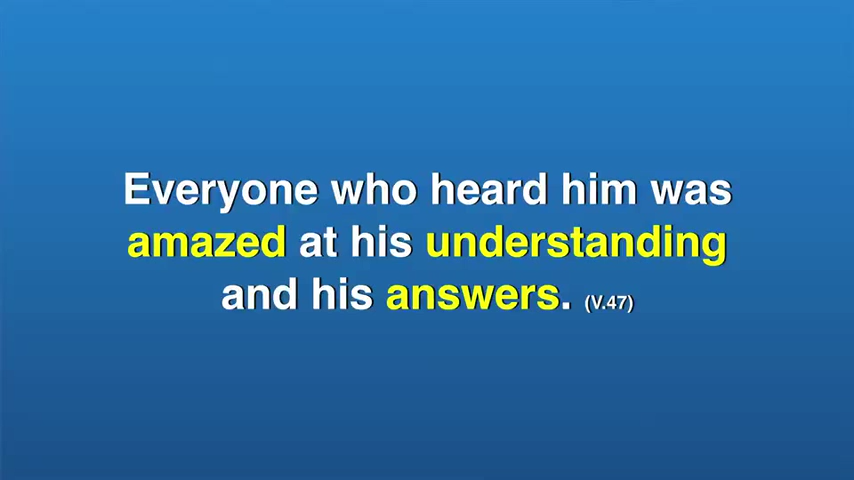 Everyone who heard him was
amazed at his understanding
and his answers. (V.47)